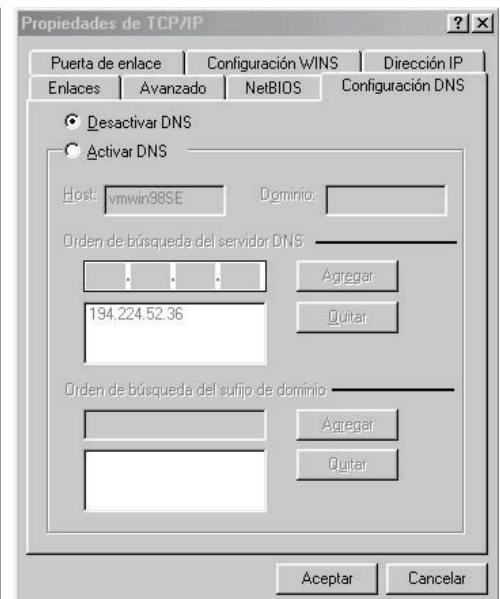 Propiedades de TCP/IP
Puerta de enlace Configuración WINS Dirección IP
Enlaces Avanzado NetBIOS Configuración DNS
Desactivar DNS
Activar DNS
Host: vmwin98SE Dominio:
Orden de búsqueda del servidor DNS
. . . Agregar
194.224.52.36 Quitar
Orden de búsqueda del sufijo de dominio
Agregar
Quitar
Aceptar Cancelar